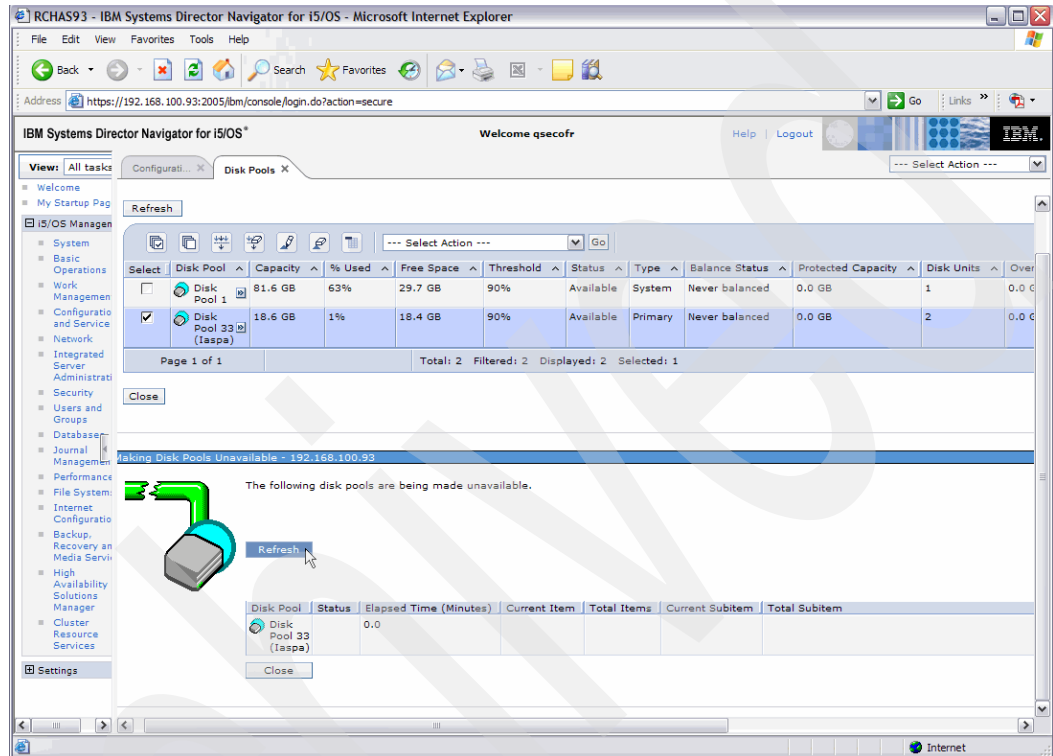 RCHAS93 - IBM Systems Director Navigator for i5/OS - Microsoft Internet Explorer
File Edit View Favorites Tools Help
Back Search Favorites
Address https://192.168.100.93:2005/ibm/console/login.do?action=secure Go Links »
IBM Systems Director Navigator for i5/OS® Welcome qsecofr Help | Logout IBM.
View: All tasks Configurati... X Disk Pools X --- Select Action ---
Welcome
My Startup Pag
i5/OS Managem
System
Basic
Operations
Work
Managemen
Configuratio
and Service
Network
Integrated
Server
Administrati
Security
Users and
Groups
Databases
Journal
Managemen
Performance
File Systems
Internet
Configuratio
Backup,
Recovery an
Media Servi
High
Availability
Solutions
Manager
Cluster
Resource
Services
Settings
Refresh
--- Select Action --- Go
Select Disk Pool Capacity % Used Free Space Threshold Status Type Balance Status Protected Capacity Disk Units Over
Disk Pool 1 81.6 GB 63% 29.7 GB 90% Available System Never balanced 0.0 GB 1 0.0 G
Disk Pool 33 (Iaspa) 18.6 GB 1% 18.4 GB 90% Available Primary Never balanced 0.0 GB 2 0.0 G
Page 1 of 1 Total: 2 Filtered: 2 Displayed: 2 Selected: 1
Close
Making Disk Pools Unavailable - 192.168.100.93
The following disk pools are being made unavailable.
Refresh
Disk Pool Status Elapsed Time (Minutes) Current Item Total Items Current Subitem Total Subitem
Disk Pool 33 (Iaspa) 0.0
Close
Internet